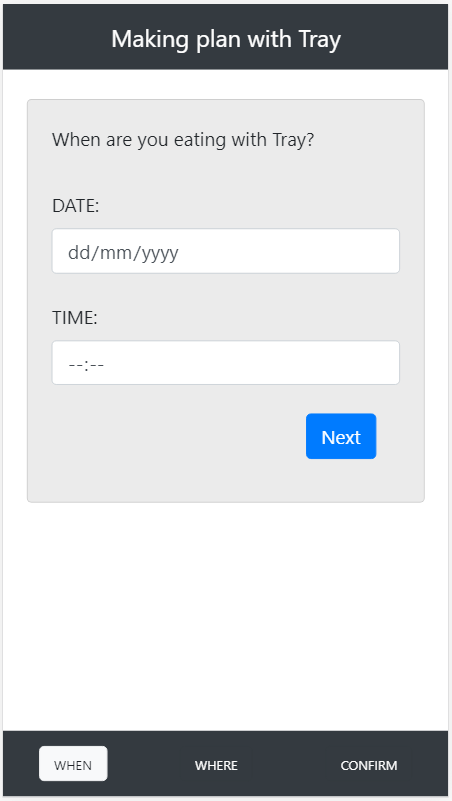 Making plan with Tray
When are you eating with Tray?
DATE:
dd/mm/yyyy
TIME:
--:--
Next
WHEN WHERE CONFIRM